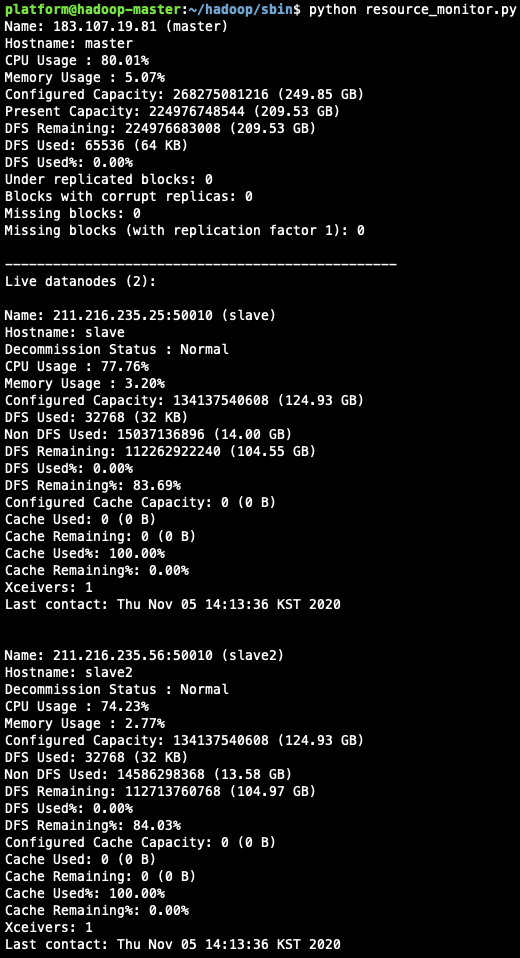 platform@hadoop-master:~/hadoop/sbin$ python resource_monitor.py
Name: 183.107.19.81 (master)
Hostname: master
CPU Usage : 80.01%
Memory Usage : 5.07%
Configured Capacity: 268275081216 (249.85 GB)
Present Capacity: 224976748544 (209.53 GB)
DFS Remaining: 224976683008 (209.53 GB)
DFS Used: 65536 (64 KB)
DFS Used%: 0.00%
Under replicated blocks: 0
Blocks with corrupt replicas: 0
Missing blocks: 0
Missing blocks (with replication factor 1): 0
-------------------------------------------------
Live datanodes (2):
Name: 211.216.235.25:50010 (slave)
Hostname: slave
Decommission Status : Normal
CPU Usage : 77.76%
Memory Usage : 3.20%
Configured Capacity: 134137540608 (124.93 GB)
DFS Used: 32768 (32 KB)
Non DFS Used: 15037136896 (14.00 GB)
DFS Remaining: 112262922240 (104.55 GB)
DFS Used%: 0.00%
DFS Remaining%: 83.69%
Configured Cache Capacity: 0 (0 B)
Cache Used: 0 (0 B)
Cache Remaining: 0 (0 B)
Cache Used%: 100.00%
Cache Remaining%: 0.00%
Xceivers: 1
Last contact: Thu Nov 05 14:13:36 KST 2020
Name: 211.216.235.56:50010 (slave2)
Hostname: slave2
Decommission Status : Normal
CPU Usage : 74.23%
Memory Usage : 2.77%
Configured Capacity: 134137540608 (124.93 GB)
DFS Used: 32768 (32 KB)
Non DFS Used: 14586298368 (13.58 GB)
DFS Remaining: 112713760768 (104.97 GB)
DFS Used%: 0.00%
DFS Remaining%: 84.03%
Configured Cache Capacity: 0 (0 B)
Cache Used: 0 (0 B)
Cache Remaining: 0 (0 B)
Cache Used%: 100.00%
Cache Remaining%: 0.00%
Xceivers: 1
Last contact: Thu Nov 05 14:13:36 KST 2020